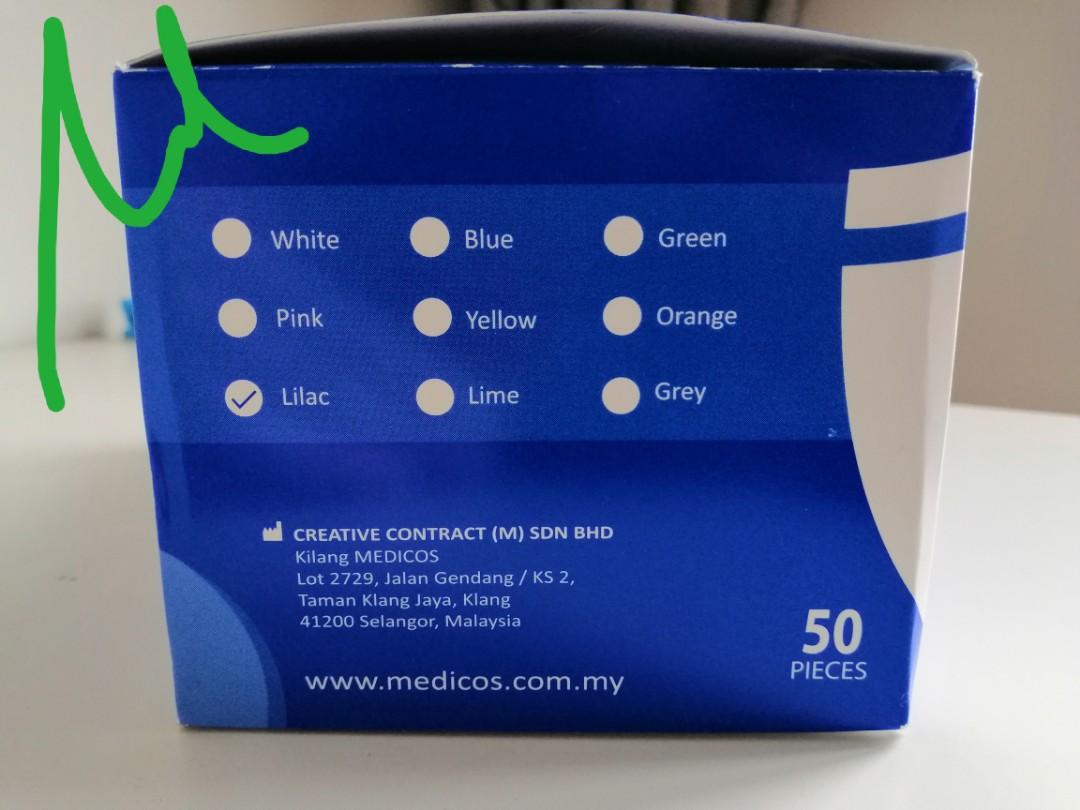 White Blue Green
Pink Yellow Orange
Lilac Lime Grey
CREATIVE CONTRACT (M) SDN BHD
Kilang MEDICOS
Lot 2729, Jalan Gendang / KS 2,
Taman Klang Jaya, Klang
41200 Selangor, Malaysia
www.medicos.com.my
50
PIECES